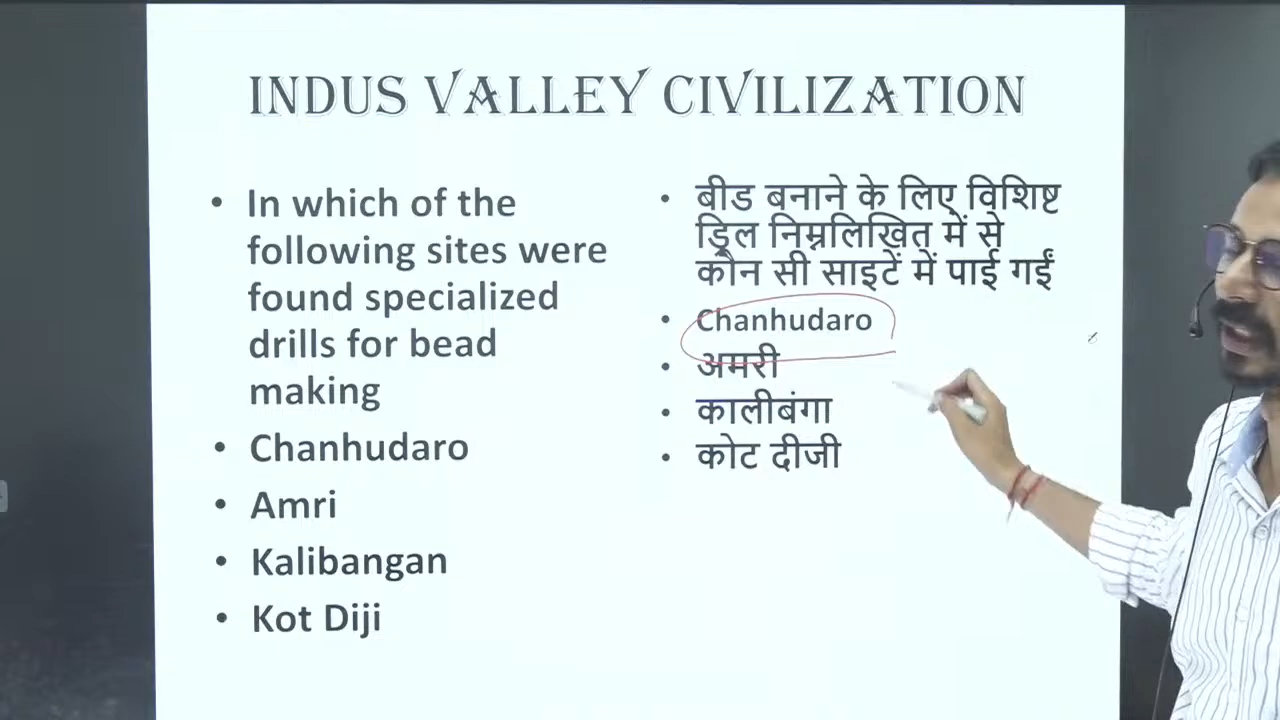 INDUS VALLEY CIVILIZATION
• In which of the
following sites were
found specialized
drills for bead
making
• Chanhudaro
• Amri
• Kalibangan
• Kot Diji
• बीड बनाने के लिए विशिष्ट
ड्रिल निम्नलिखित में से
कौन सी साइटें में पाई गईं
• Chanhudaro
• अमरी
• कालीबंगा
• कोट दीजी